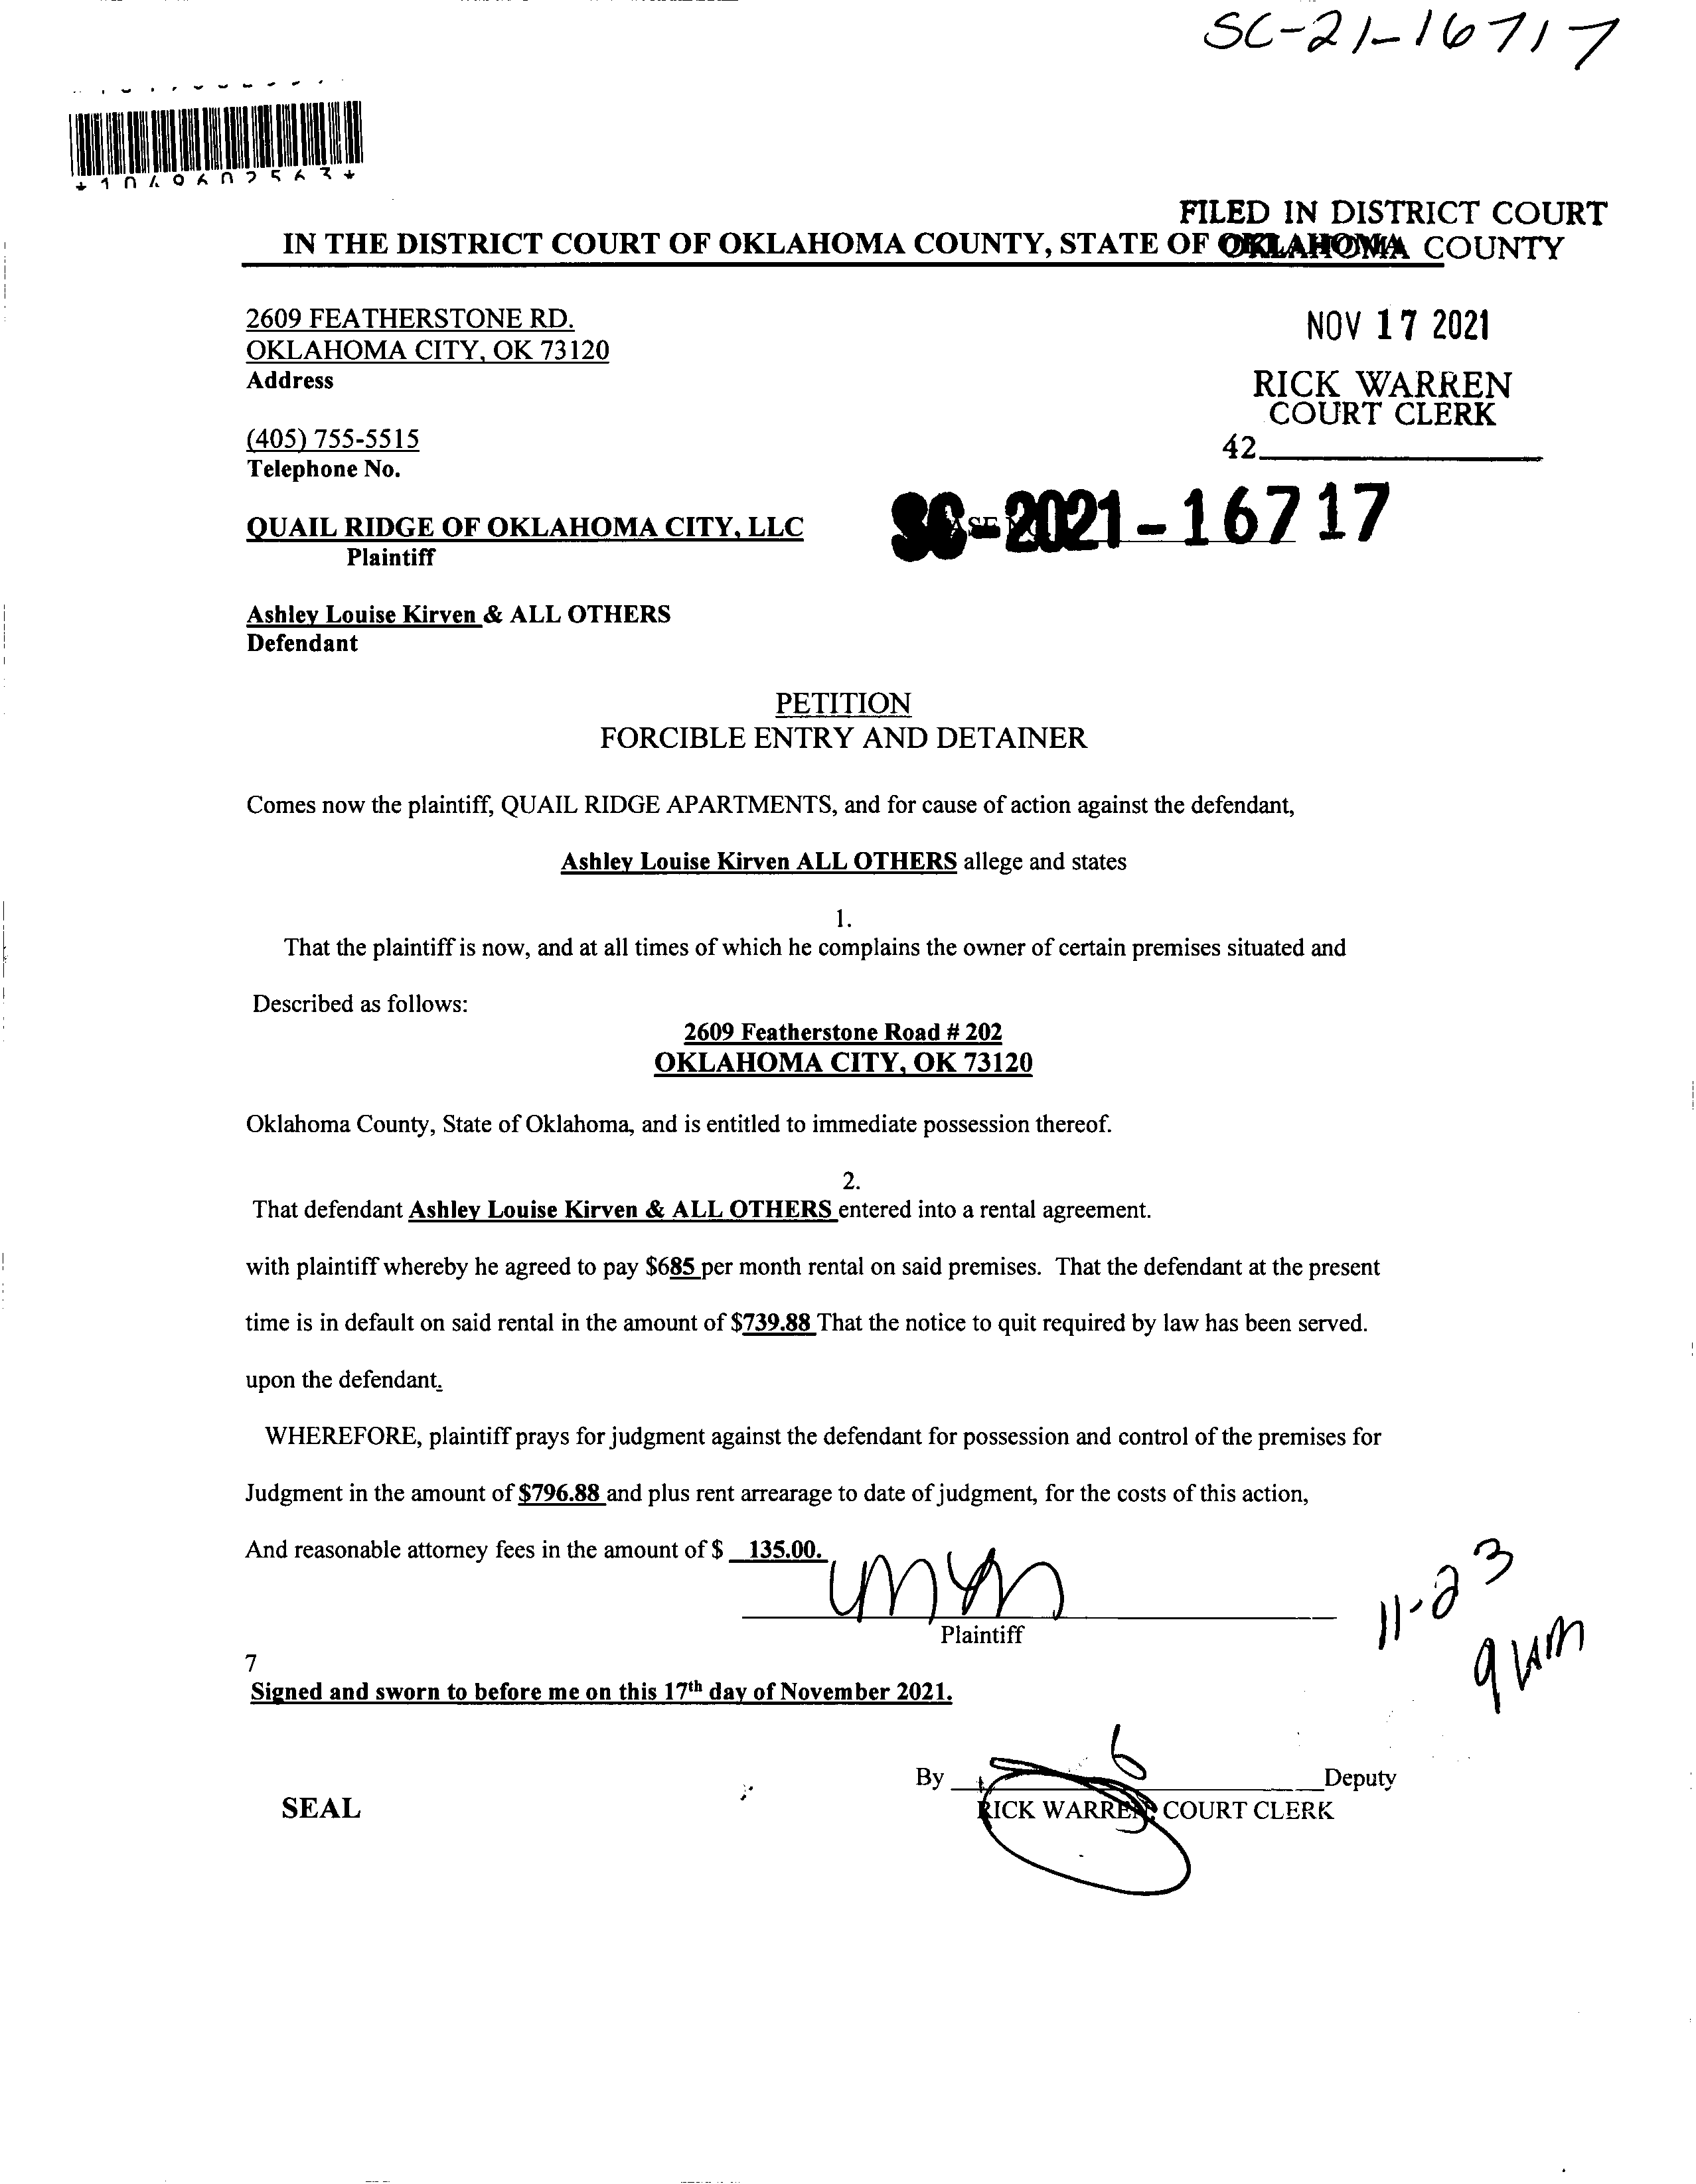 SC-21-16717
FILED IN DISTRICT COURT
IN THE DISTRICT COURT OF OKLAHOMA COUNTY, STATE OF OKLAHOMA COUNTY
2609 FEATHERSTONE RD.
OKLAHOMA CITY, OK 73120
Address
NOV 17 2021
RICK WARREN
COURT CLERK
42
(405) 755-5515
Telephone No.
QUAIL RIDGE OF OKLAHOMA CITY, LLC
Plaintiff
SC-2021-16717
Ashley Louise Kirven & ALL OTHERS
Defendant
PETITION
FORCIBLE ENTRY AND DETAINER
Comes now the plaintiff, QUAIL RIDGE APARTMENTS, and for cause of action against the defendant,
Ashley Louise Kirven ALL OTHERS allege and states
1.
That the plaintiff is now, and at all times of which he complains the owner of certain premises situated and
Described as follows:
2609 Featherstone Road # 202
OKLAHOMA CITY, OK 73120
Oklahoma County, State of Oklahoma, and is entitled to immediate possession thereof.
2.
That defendant Ashley Louise Kirven & ALL OTHERS entered into a rental agreement.
with plaintiff whereby he agreed to pay $685 per month rental on said premises. That the defendant at the present
time is in default on said rental in the amount of $739.88 That the notice to quit required by law has been served.
upon the defendant.
WHEREFORE, plaintiff prays for judgment against the defendant for possession and control of the premises for
Judgment in the amount of $796.88 and plus rent arrearage to date of judgment, for the costs of this action,
And reasonable attorney fees in the amount of $ 135.00.
Plaintiff
11-23
9am
7
Signed and sworn to before me on this 17th day of November 2021.
By Deputy
RICK WARREN, COURT CLERK
SEAL